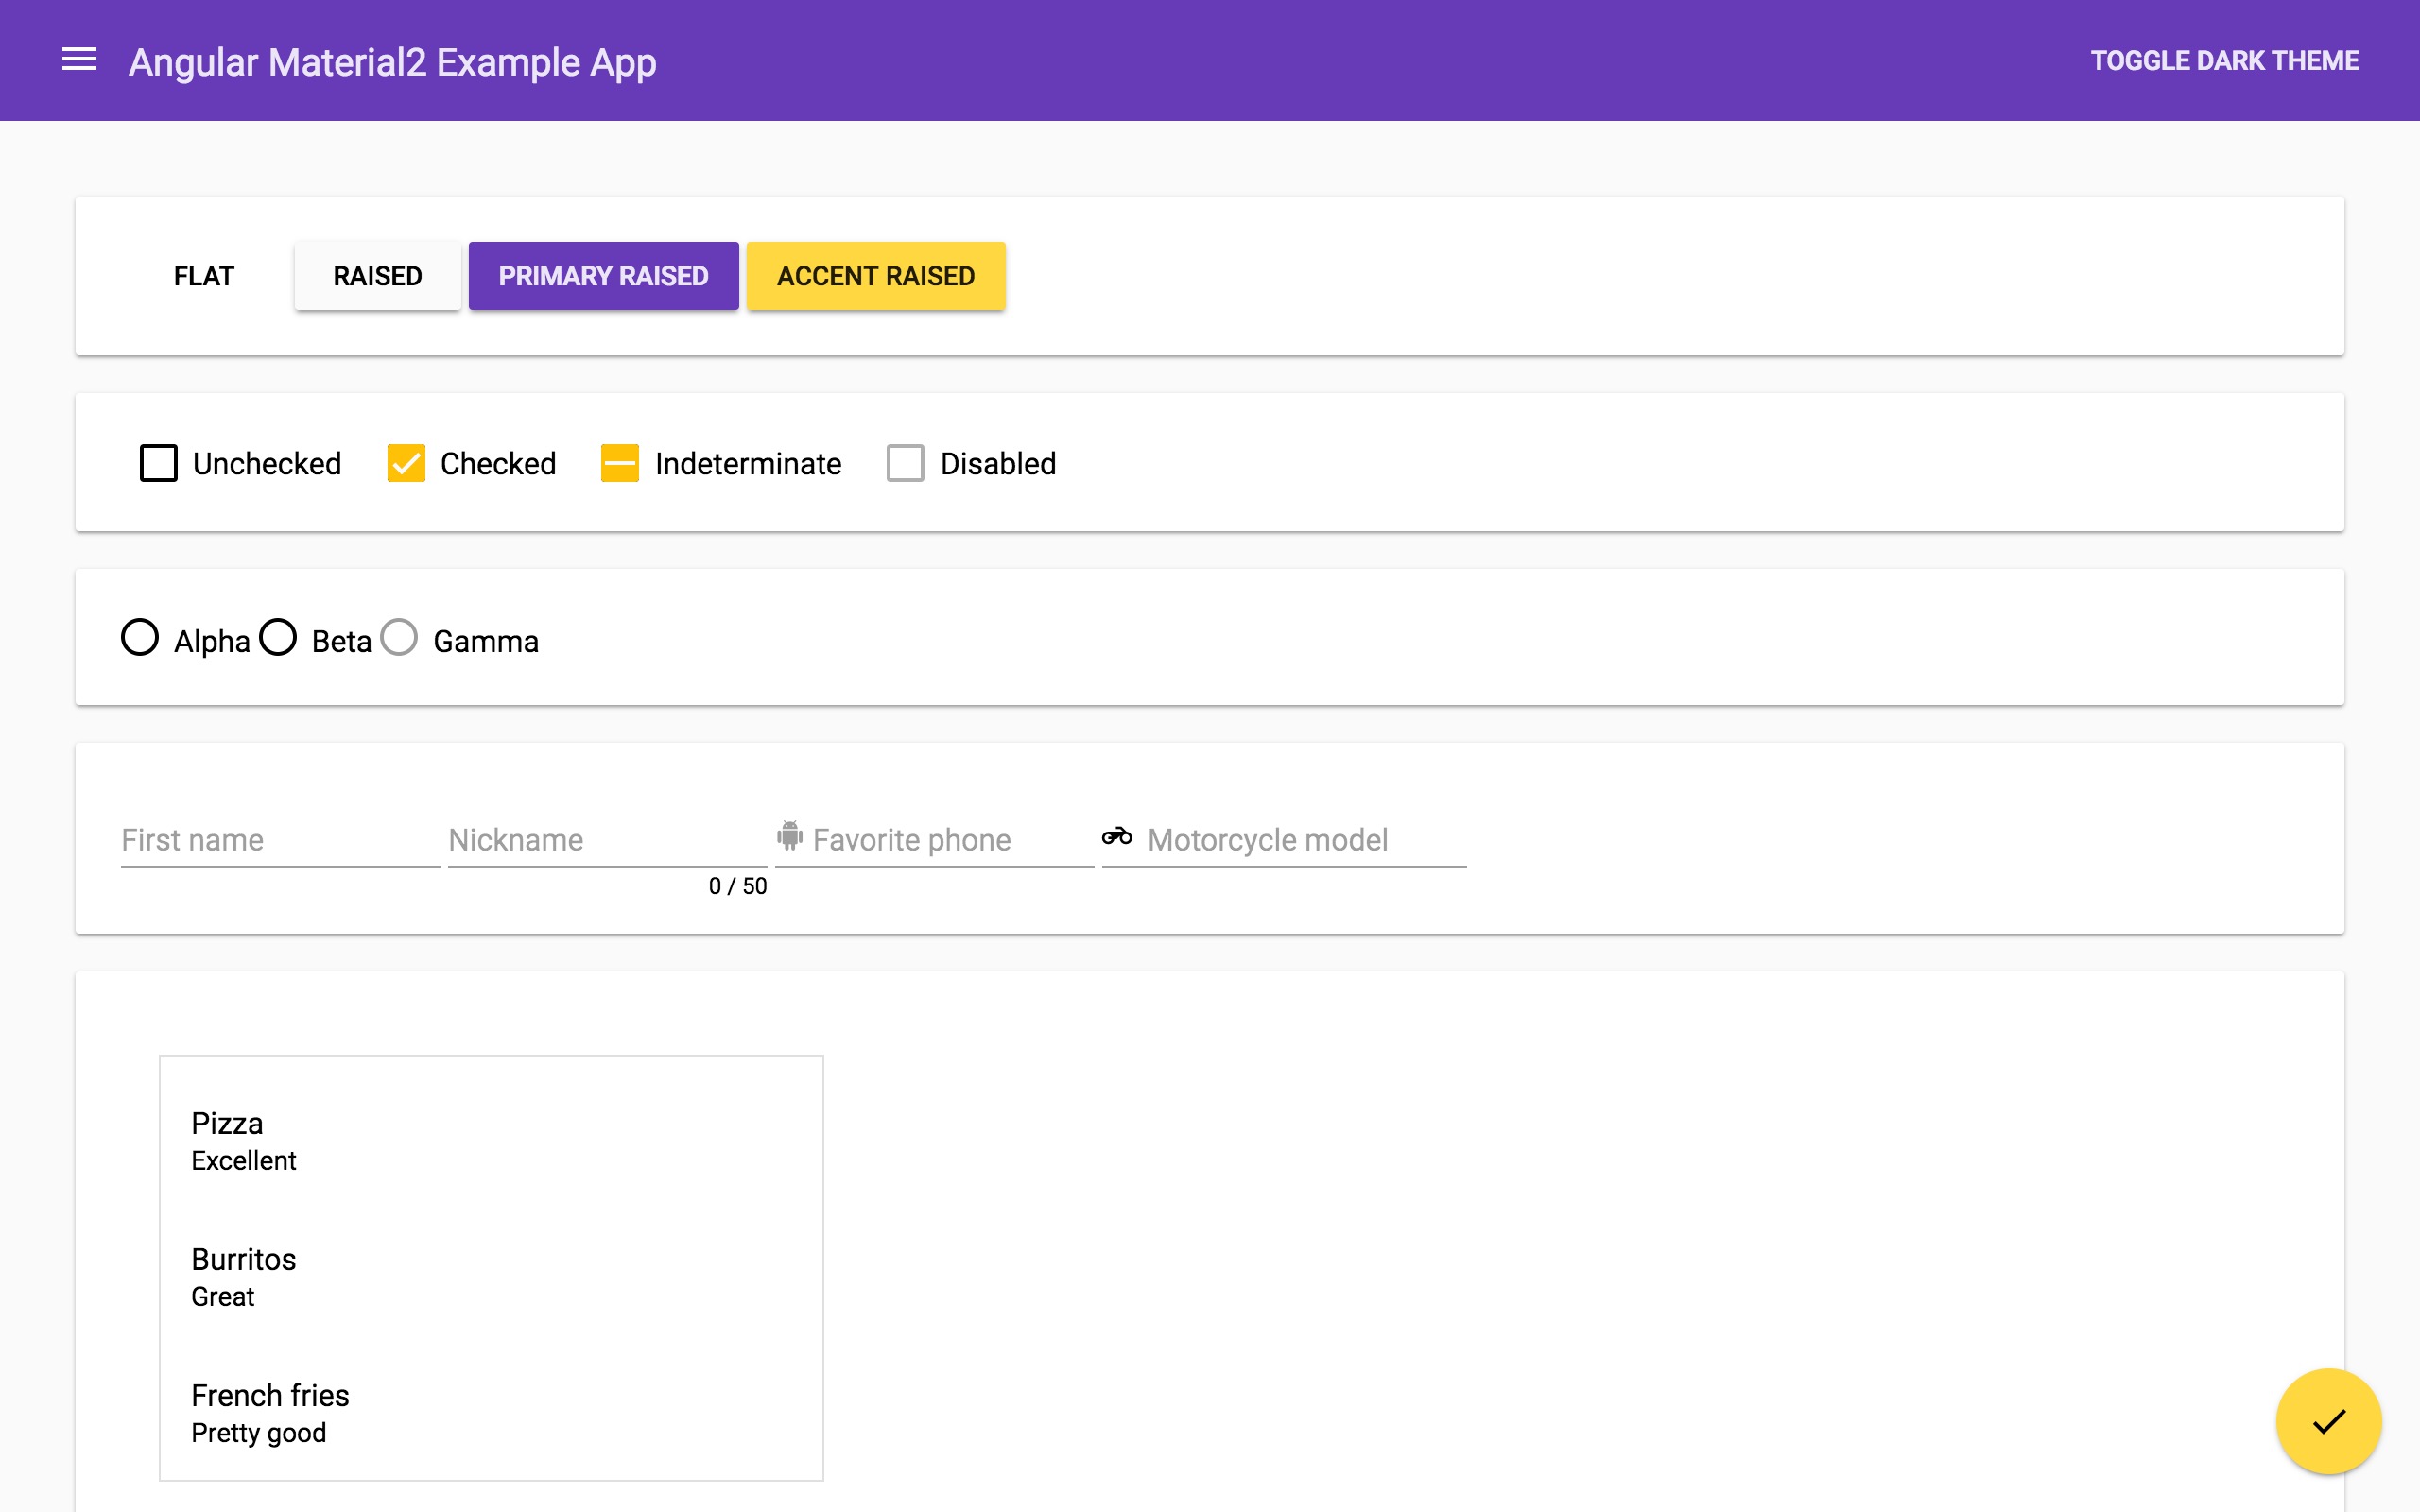 Angular Material2 Example App TOGGLE DARK THEME
FLAT RAISED PRIMARY RAISED ACCENT RAISED
Unchecked Checked Indeterminate Disabled
Alpha Beta Gamma
First name Nickname Favorite phone Motorcycle model
0 / 50
Pizza
Excellent
Burritos
Great
French fries
Pretty good